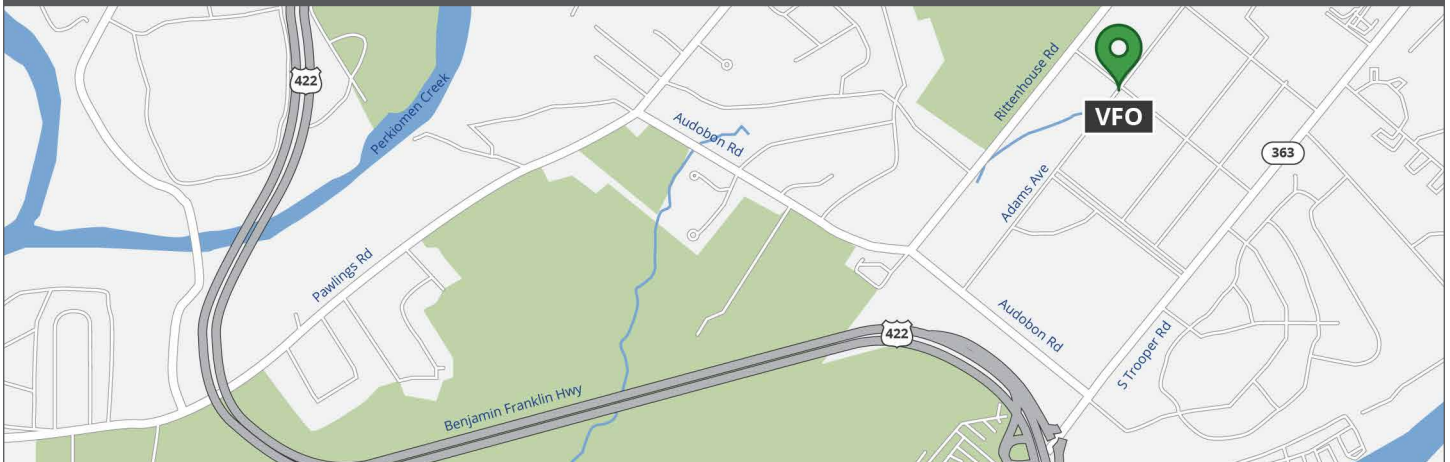 422
Perkiomen Creek
Audobon Rd
Rittenhouse Rd
VFO
363
Adams Ave
Pawlings Rd
Audobon Rd
422
S Trooper Rd
Benjamin Franklin Hwy